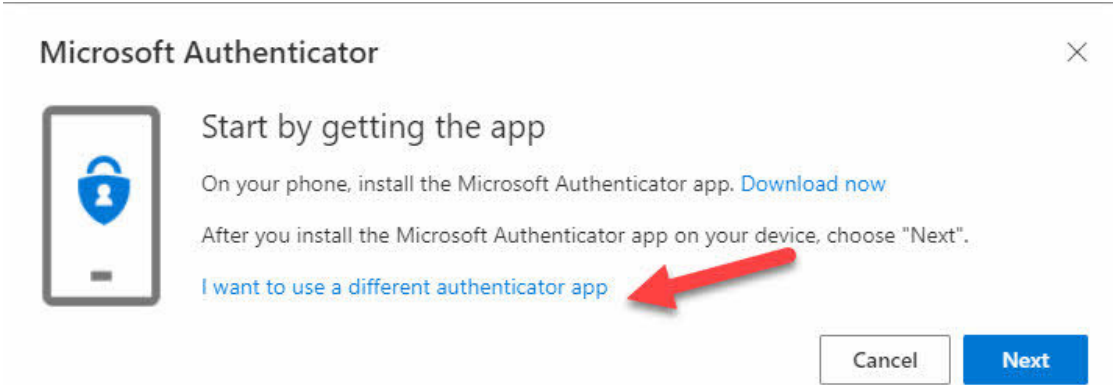 Microsoft Authenticator
Start by getting the app
On your phone, install the Microsoft Authenticator app. Download now
After you install the Microsoft Authenticator app on your device, choose "Next".
I want to use a different authenticator app
Cancel
Next